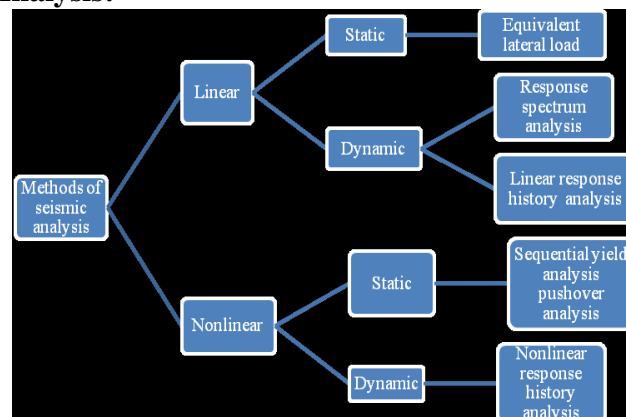 Static
Equivalent
lateral load
Linear
Response
spectrum
analysis
Dynamic
Linear response
history analysis
Methods of
seismic
analysis
Sequential yield
analysis
pushover
analysis
Static
Nonlinear
Dynamic
Nonlinear
response
history
analysis